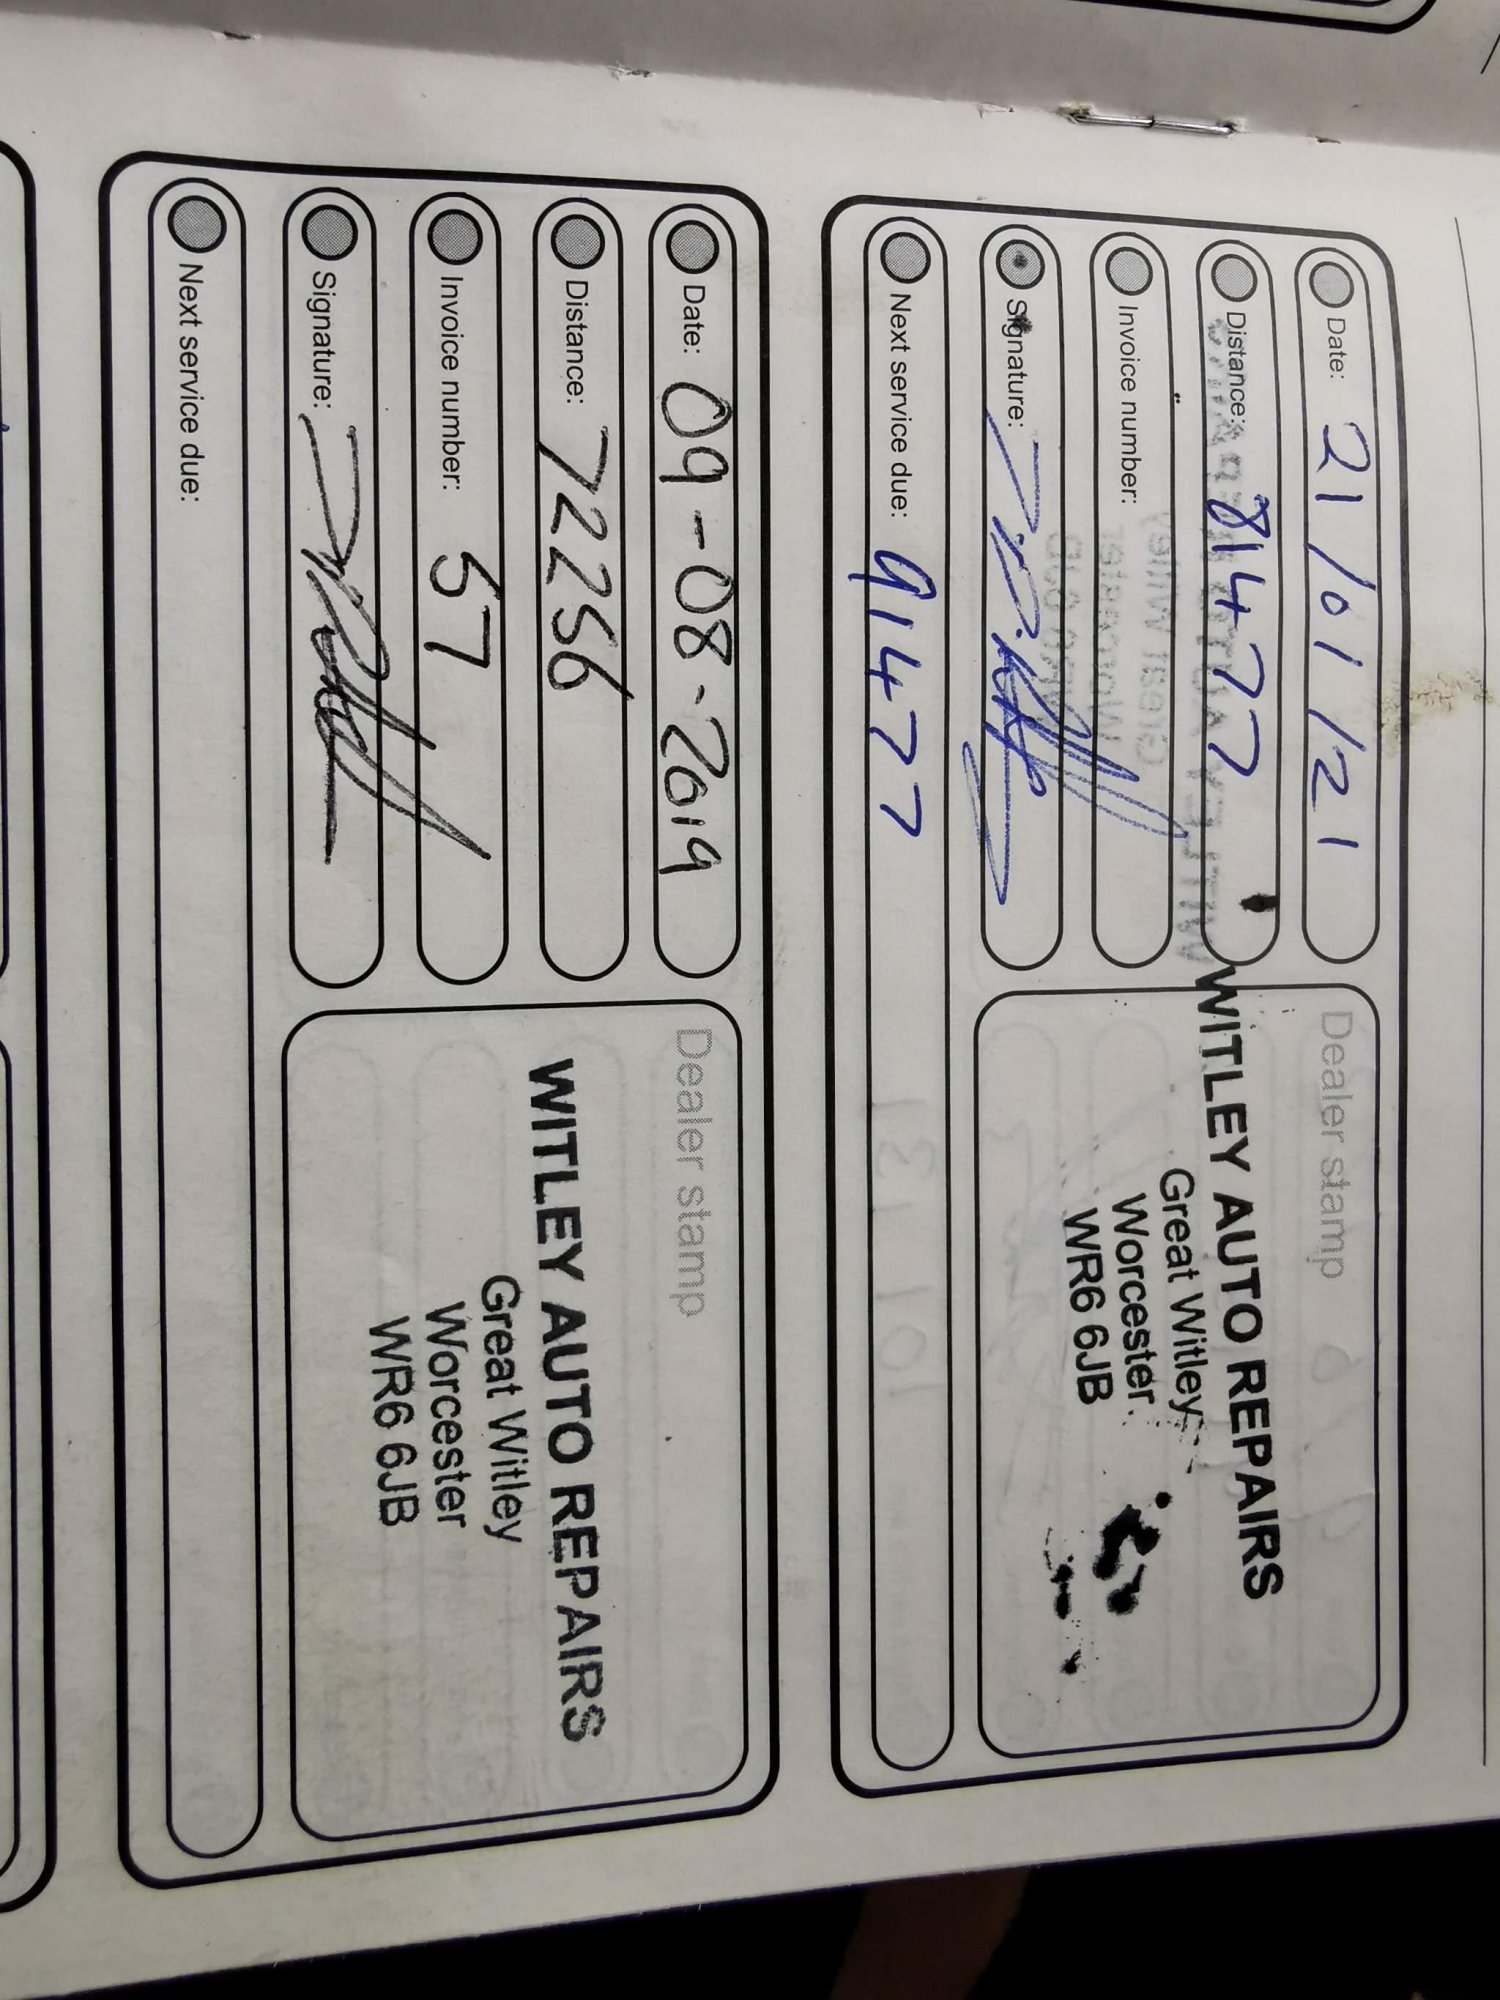 Date: 21/01/21
Distance: 81477
Invoice number:
Signature:
Next service due: 91477
Dealer stamp
WITLEY AUTO REPAIRS
Great Witley
Worcester
WR6 6JB
Date: 09-08-2019
Distance: 72256
Invoice number: 57
Signature:
Next service due:
Dealer stamp
WITLEY AUTO REPAIRS
Great Witley
Worcester
WR6 6JB